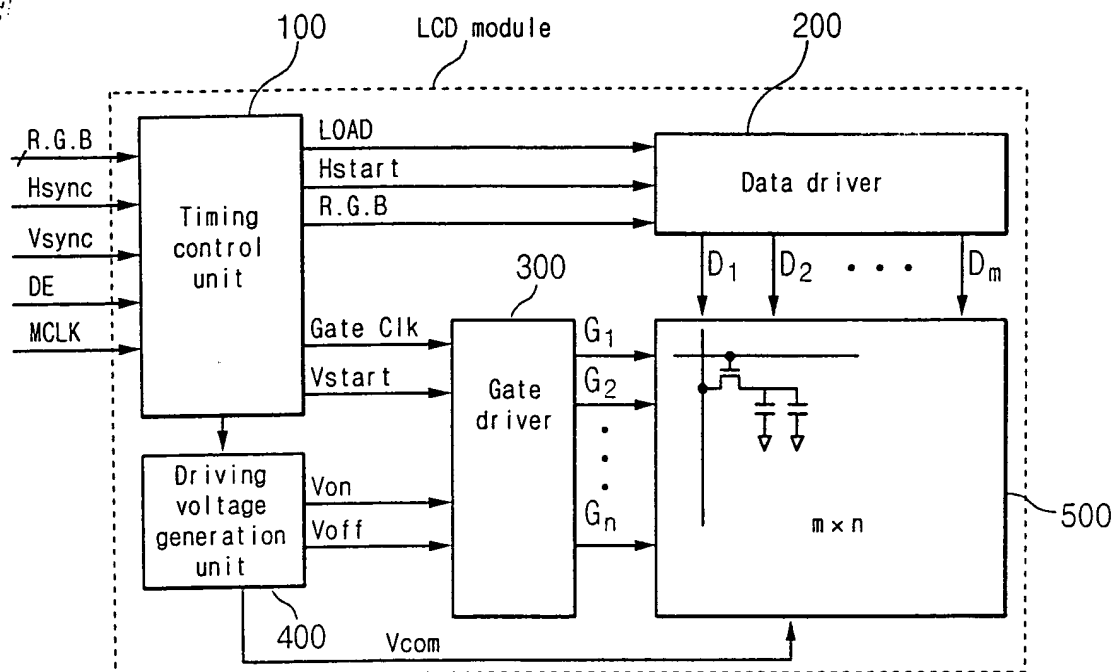 LCD module
100
200
R.G.B
Hsync
Vsync
DE
MCLK
Timing
control
unit
LOAD
Hstart
R.G.B
Data driver
D1
D2
• • •
Dm
Gate Clk
Vstart
300
Gate
driver
G1
G2
•
•
•
Gn
Driving
voltage
generation
unit
Von
Voff
400
Vcom
m×n
500